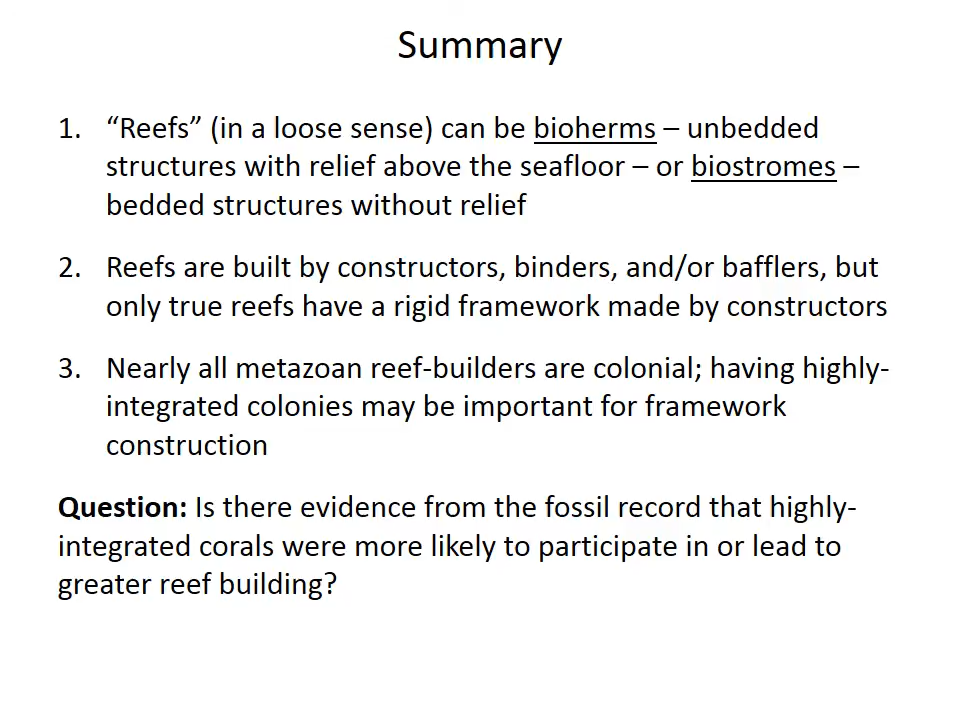 Summary
1. “Reefs” (in a loose sense) can be bioherms – unbedded
structures with relief above the seafloor – or biostromes –
bedded structures without relief
2. Reefs are built by constructors, binders, and/or bafflers, but
only true reefs have a rigid framework made by constructors
3. Nearly all metazoan reef-builders are colonial; having highly-
integrated colonies may be important for framework
construction
Question: Is there evidence from the fossil record that highly-
integrated corals were more likely to participate in or lead to
greater reef building?